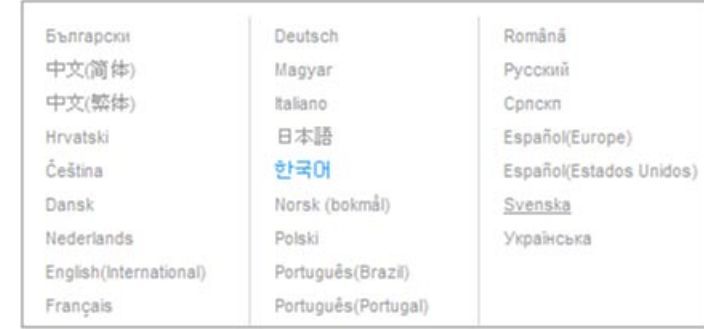 Български
中文(简体)
中文(繁体)
Hrvatski
Čeština
Dansk
Nederlands
English(International)
Français
Deutsch
Magyar
Italiano
日本語
한국어
Norsk (bokmål)
Polski
Português(Brazil)
Português(Portugal)
Română
Русский
Српскп
Español(Europe)
Español(Estados Unidos)
Svenska
Українська